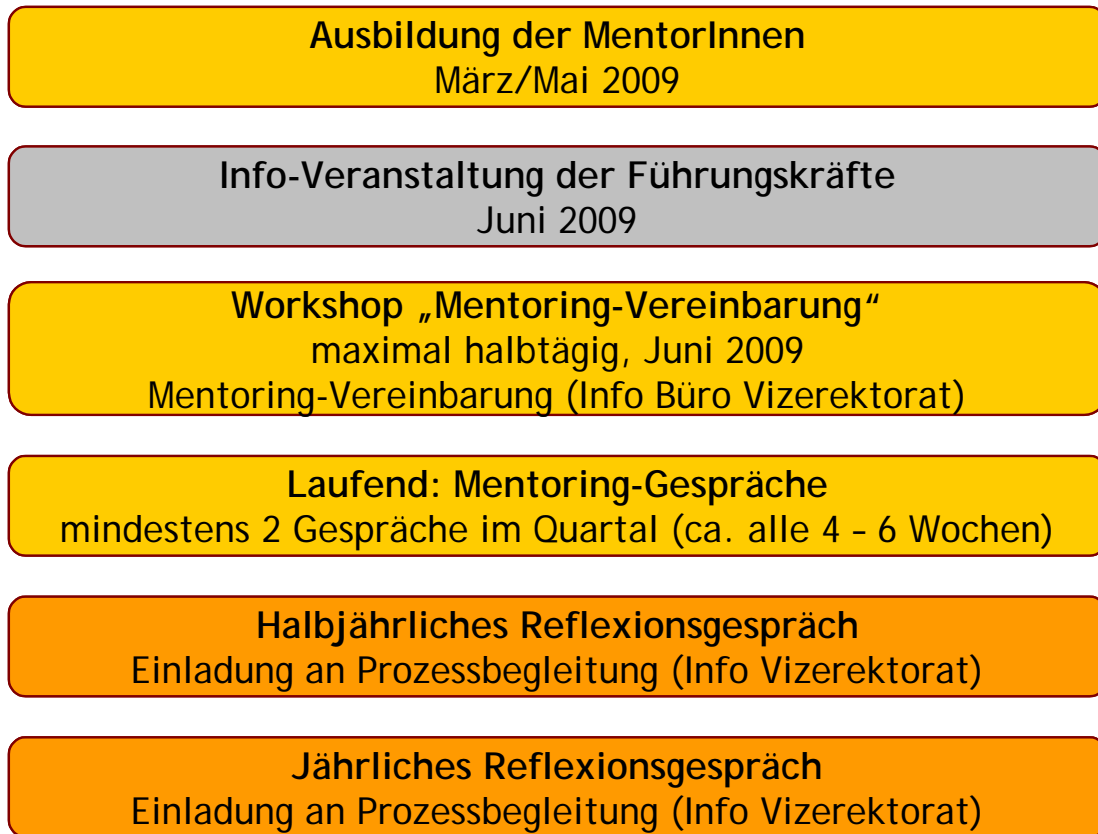 Ausbildung der MentorInnen
März/Mai 2009
Info-Veranstaltung der Führungskräfte
Juni 2009
Workshop „Mentoring-Vereinbarung“
maximal halbtägig, Juni 2009
Mentoring-Vereinbarung (Info Büro Vizerektorat)
Laufend: Mentoring-Gespräche
mindestens 2 Gespräche im Quartal (ca. alle 4 – 6 Wochen)
Halbjährliches Reflexionsgespräch
Einladung an Prozessbegleitung (Info Vizerektorat)
Jährliches Reflexionsgespräch
Einladung an Prozessbegleitung (Info Vizerektorat)